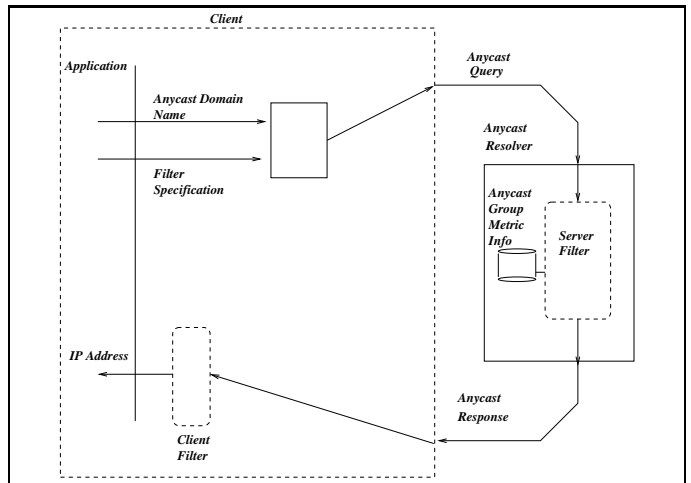 Client
Application
Anycast Domain
Name
Filter
Specification
Anycast
Query
Anycast
Resolver
Anycast
Group
Metric
Info
Server
Filter
IP Address
Client
Filter
Anycast
Response